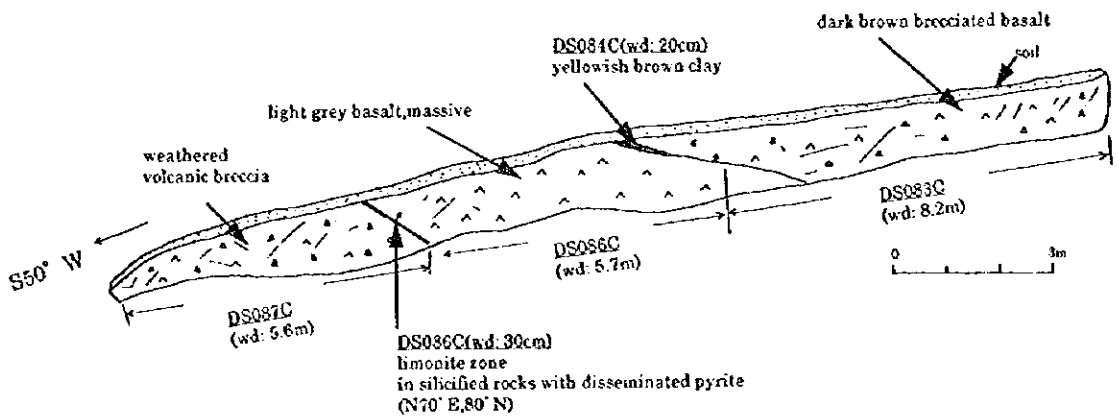 dark brown brecciated basalt
DS084C(wd: 20cm)
yellowish brown clay
soil
light grey basalt,massive
weathered
volcanic breccia
S50° W
DS083C
(wd: 8.2m)
DS086C
(wd: 5.7m)
0 3m
DS087C
(wd: 5.6m)
DS086C(wd: 30cm)
limonite zone
in silicified rocks with disseminated pyrite
(N70° E,80° N)